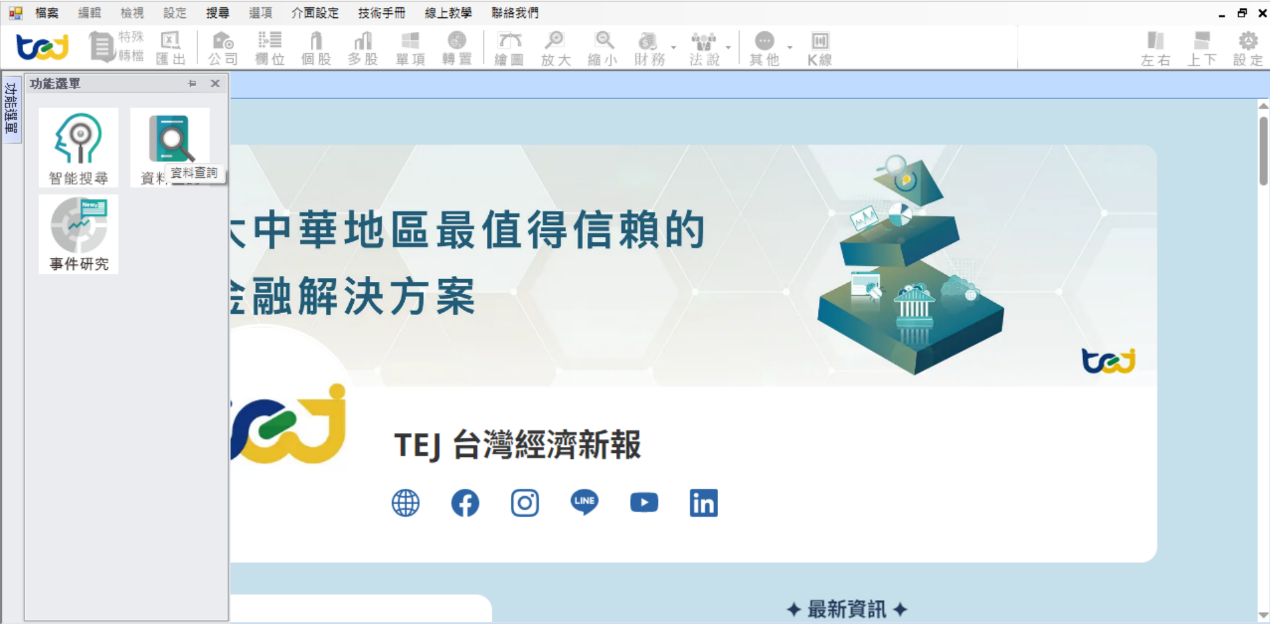 檔案 編輯 檢視 設定 搜尋 選項 介面設定 技術手冊 線上教學 聯絡我們
tej
特殊
轉檔
匯出 公司 欄位 個股 多股 單項 轉置 繪圖 放大 縮小 財務 法說 其他 K線 左右 上下 設定
功能選單
功能選單
智能搜尋
資料查詢
事件研究
大中華地區最值得信賴的
金融解決方案
tej
tej
TEJ 台灣經濟新報
LINE
in
✦ 最新資訊 ✦